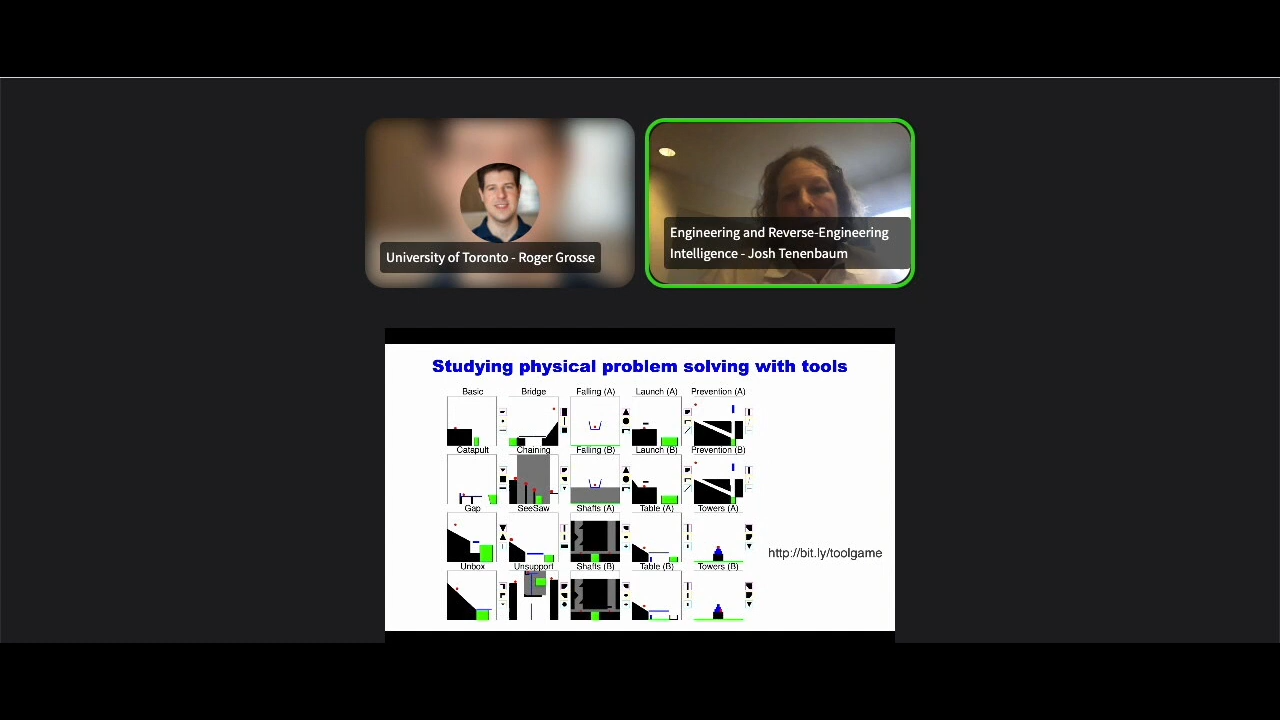 University of Toronto - Roger Grosse
Engineering and Reverse-Engineering
Intelligence - Josh Tenenbaum
Studying physical problem solving with tools
Basic Bridge Falling (A) Launch (A) Prevention (A)
Catapult Chaining Falling (B) Launch (B) Prevention (B)
Gap SeeSaw Shafts (A) Table (A) Towers (A)
http://bit.ly/toolgame
Unbox Unsupport Shafts (B) Table (B) Towers (B)